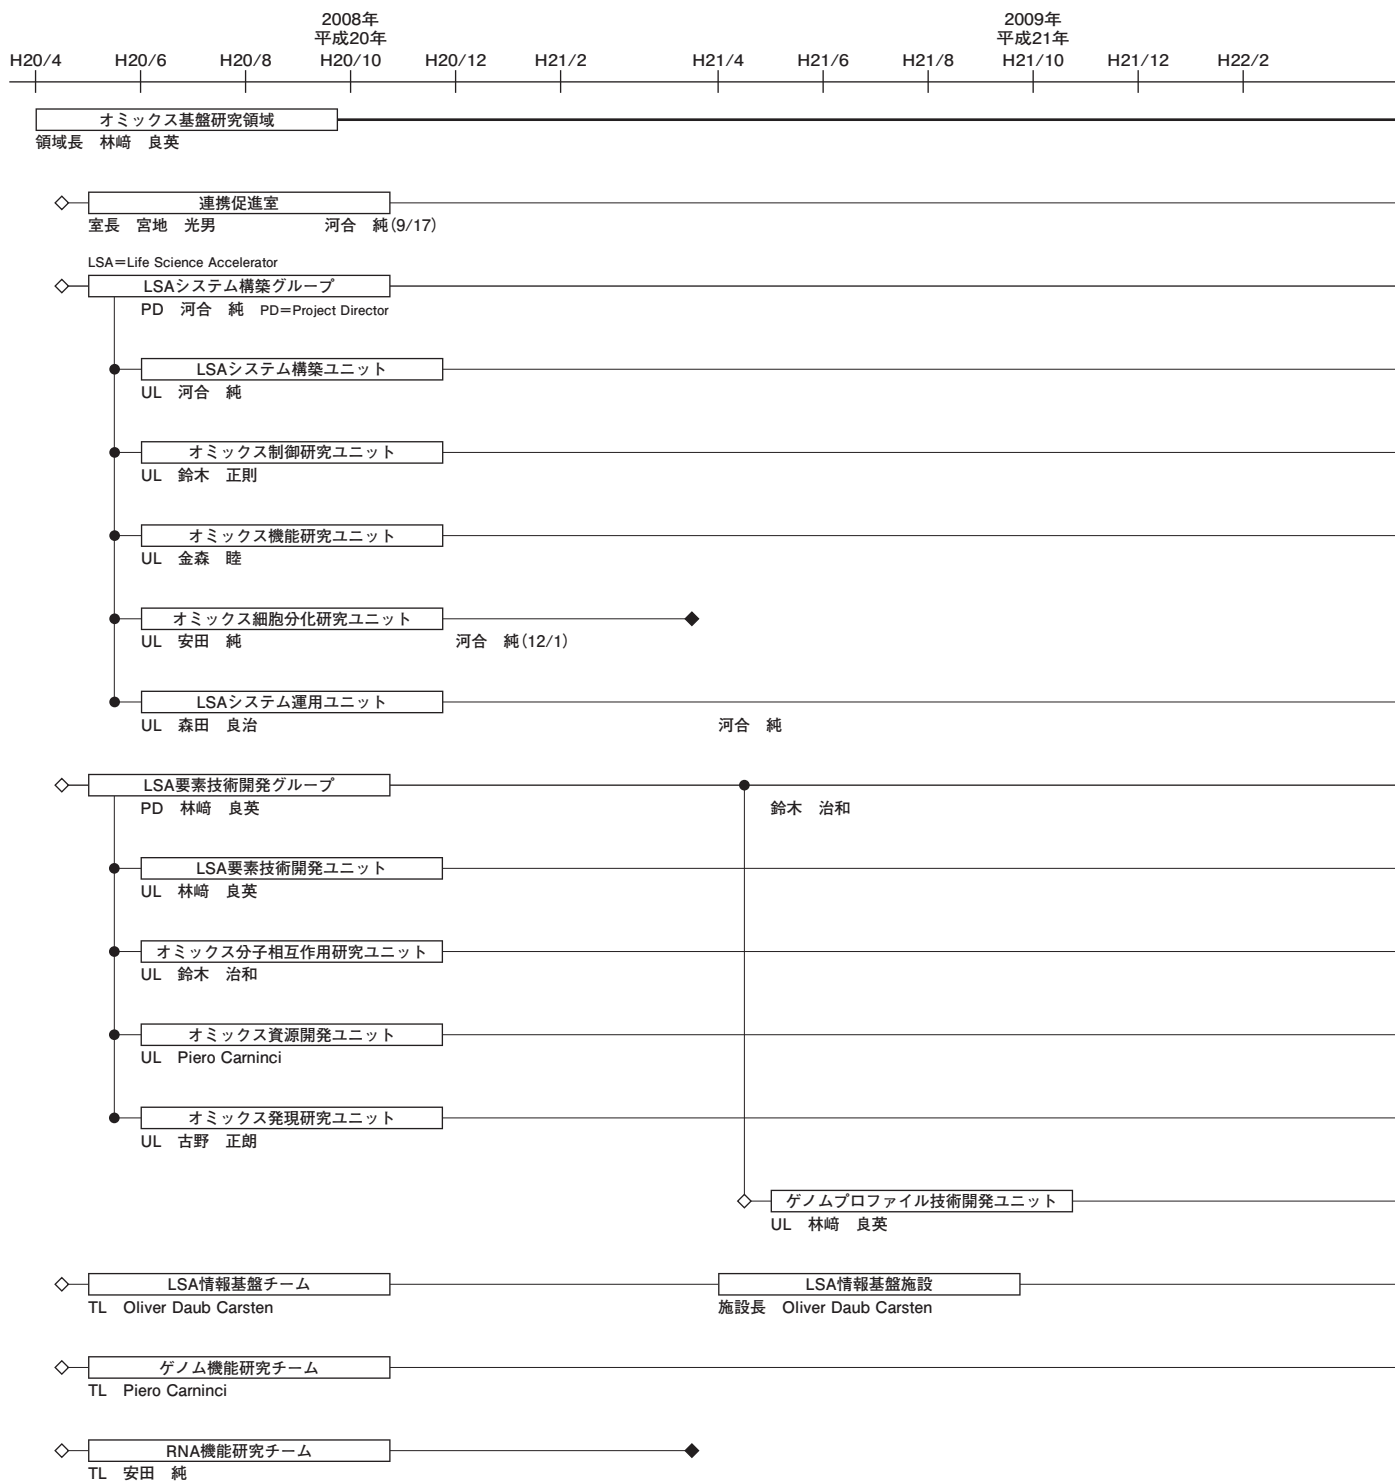 2008年
平成20年
2009年
平成21年
H20/4 H20/6 H20/8 H20/10 H20/12 H21/2 H21/4 H21/6 H21/8 H21/10 H21/12 H22/2
オミックス基盤研究領域
領域長 林﨑 良英
連携促進室
室長 宮地 光男 河合 純(9/17)
LSA=Life Science Accelerator
LSAシステム構築グループ
PD 河合 純 PD=Project Director
LSAシステム構築ユニット
UL 河合 純
オミックス制御研究ユニット
UL 鈴木 正則
オミックス機能研究ユニット
UL 金森 睦
オミックス細胞分化研究ユニット
UL 安田 純 河合 純(12/1)
LSAシステム運用ユニット
UL 森田 良治 河合 純
LSA要素技術開発グループ
PD 林﨑 良英 鈴木 治和
LSA要素技術開発ユニット
UL 林﨑 良英
オミックス分子相互作用研究ユニット
UL 鈴木 治和
オミックス資源開発ユニット
UL Piero Carninci
オミックス発現研究ユニット
UL 古野 正朗
ゲノムプロファイル技術開発ユニット
UL 林﨑 良英
LSA情報基盤チーム LSA情報基盤施設
TL Oliver Daub Carsten 施設長 Oliver Daub Carsten
ゲノム機能研究チーム
TL Piero Carninci
RNA機能研究チーム
TL 安田 純